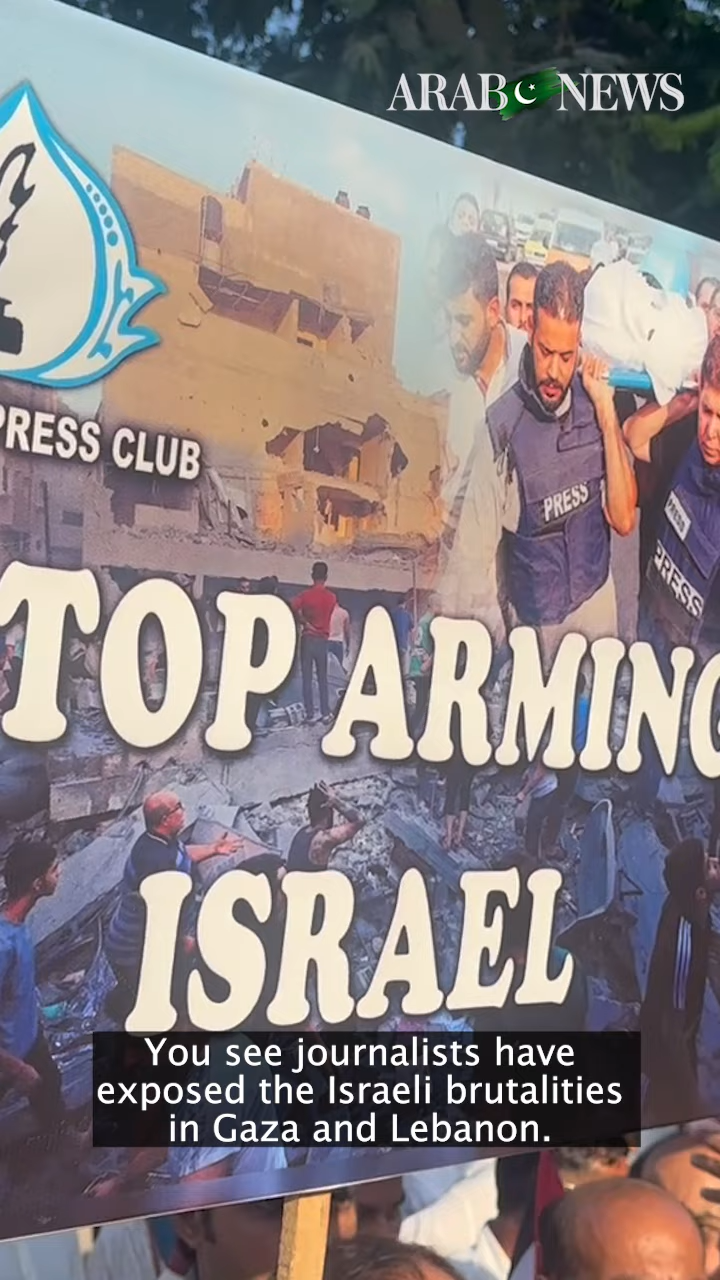 ARAB NEWS
PRESS CLUB
PRESS
PRESS
PRESS
TOP ARMING
ISRAEL
You see journalists have
exposed the Israeli brutalities
in Gaza and Lebanon.